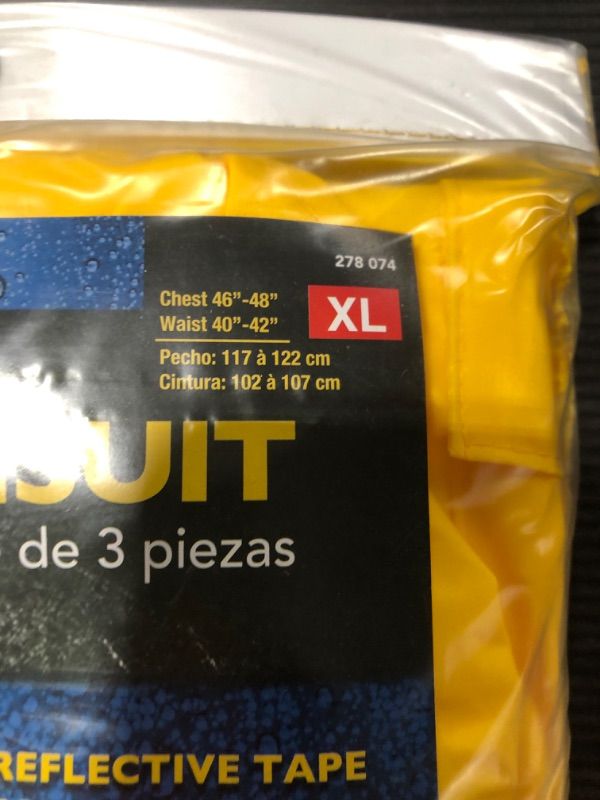 278 074
Chest 46”-48”
XL
Waist 40”-42”
Pecho: 117 à 122 cm
Cintura: 102 à 107 cm
SUIT
de 3 piezas
REFLECTIVE TAPE